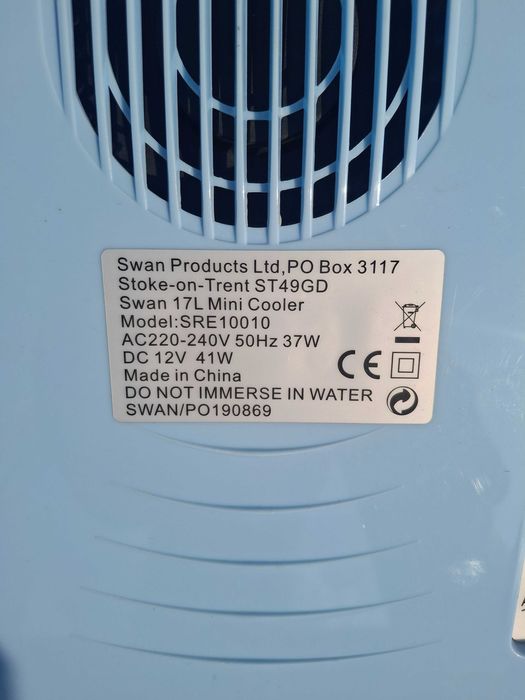 Swan Products Ltd,PO Box 3117
Stoke-on-Trent ST49GD
Swan 17L Mini Cooler
Model:SRE10010
AC220-240V 50Hz 37W
DC 12V 41W
Made in China
DO NOT IMMERSE IN WATER
SWAN/PO190869
CE